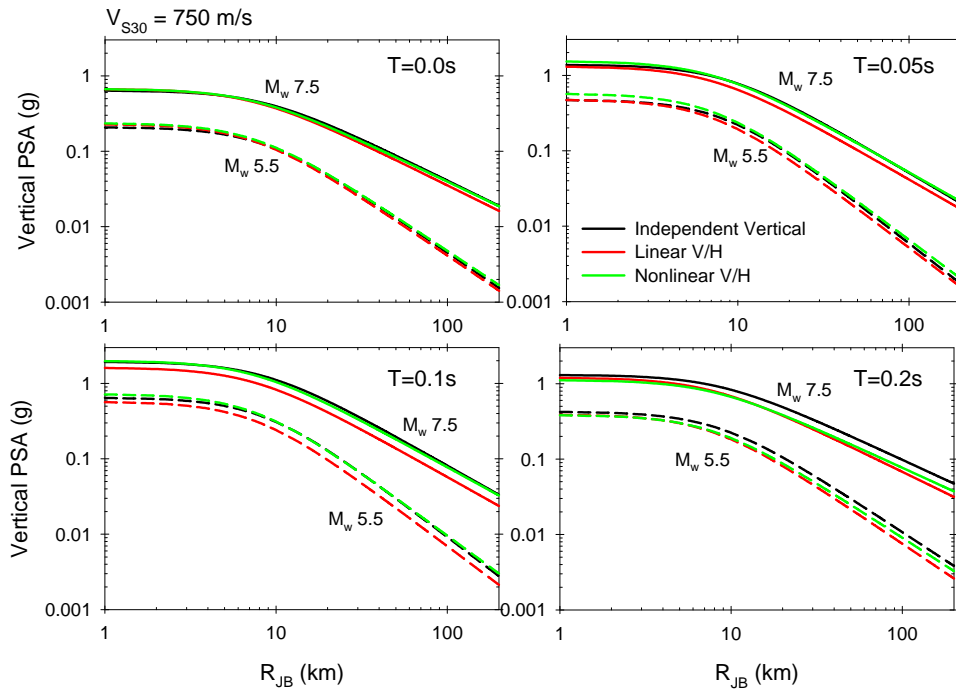 V_S30 = 750 m/s
T=0.0s
M_w 7.5
M_w 5.5
Vertical PSA (g)
1
0.1
0.01
0.001
1
10
100
T=0.05s
M_w 7.5
M_w 5.5
Independent Vertical
Linear V/H
Nonlinear V/H
1
0.1
0.01
0.001
1
10
100
T=0.1s
M_w 7.5
M_w 5.5
Vertical PSA (g)
1
0.1
0.01
0.001
1
10
100
R_JB (km)
T=0.2s
M_w 7.5
M_w 5.5
1
0.1
0.01
0.001
1
10
100
R_JB (km)